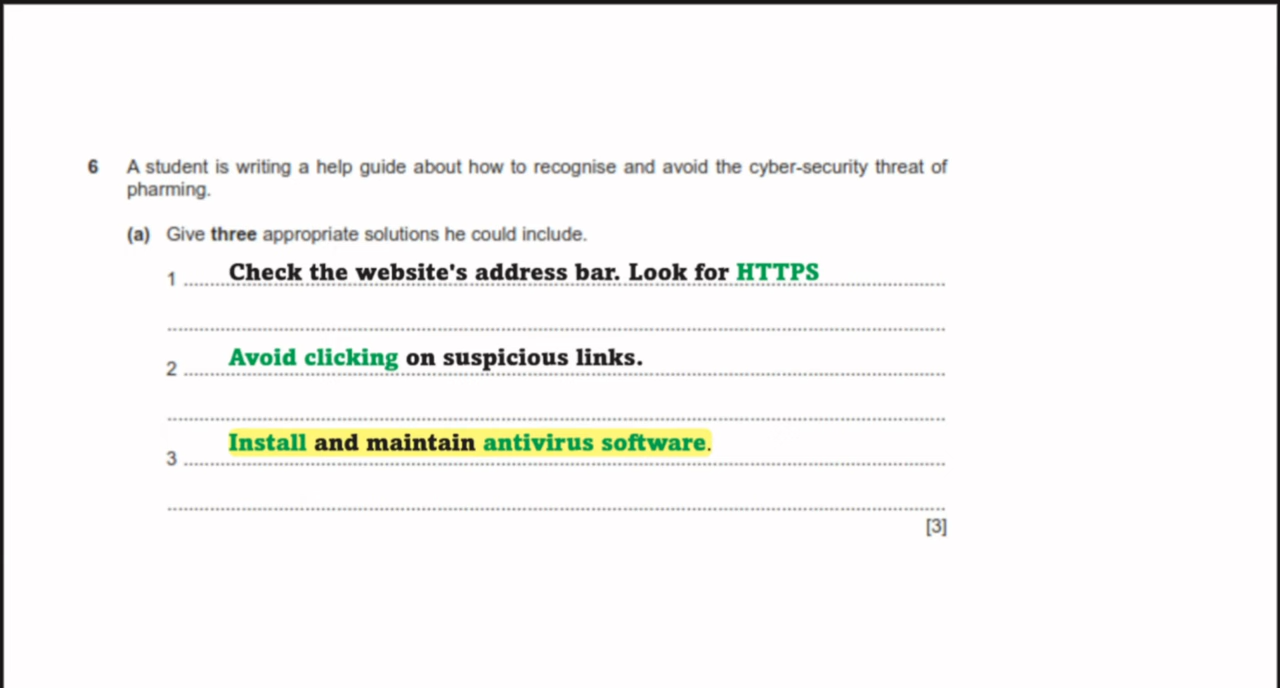 6 A student is writing a help guide about how to recognise and avoid the cyber-security threat of
pharming.
(a) Give three appropriate solutions he could include.
1 Check the website's address bar. Look for HTTPS
2 Avoid clicking on suspicious links.
3 Install and maintain antivirus software.
[3]